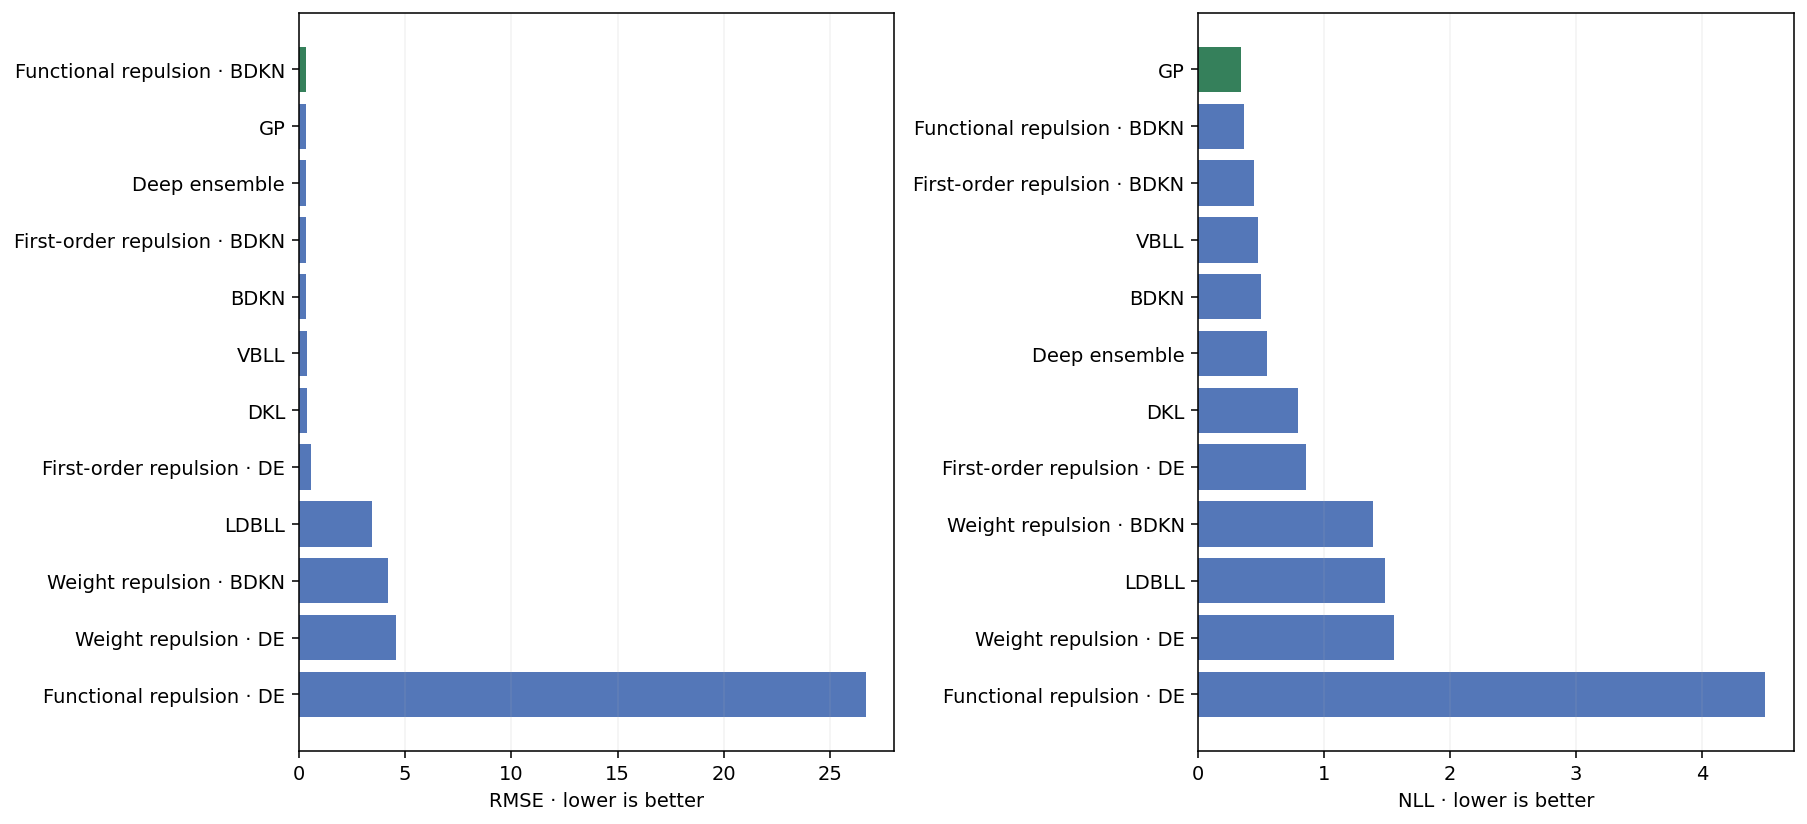 Functional repulsion · BDKN
GP
Deep ensemble
First-order repulsion · BDKN
BDKN
VBLL
DKL
First-order repulsion · DE
LDBLL
Weight repulsion · BDKN
Weight repulsion · DE
Functional repulsion · DE
0 5 10 15 20 25
RMSE · lower is better
GP
Functional repulsion · BDKN
First-order repulsion · BDKN
VBLL
BDKN
Deep ensemble
DKL
First-order repulsion · DE
Weight repulsion · BDKN
LDBLL
Weight repulsion · DE
Functional repulsion · DE
0 1 2 3 4
NLL · lower is better